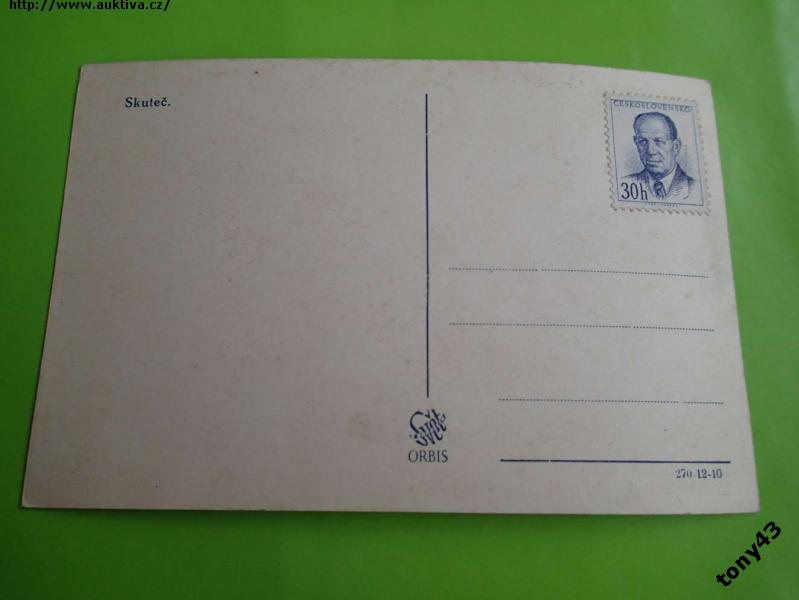 http://www.auktiva.cz/
Skuteč.
ČESKOSLOVENSKO
30h
Svět
ORBIS
270-12-10
tony43